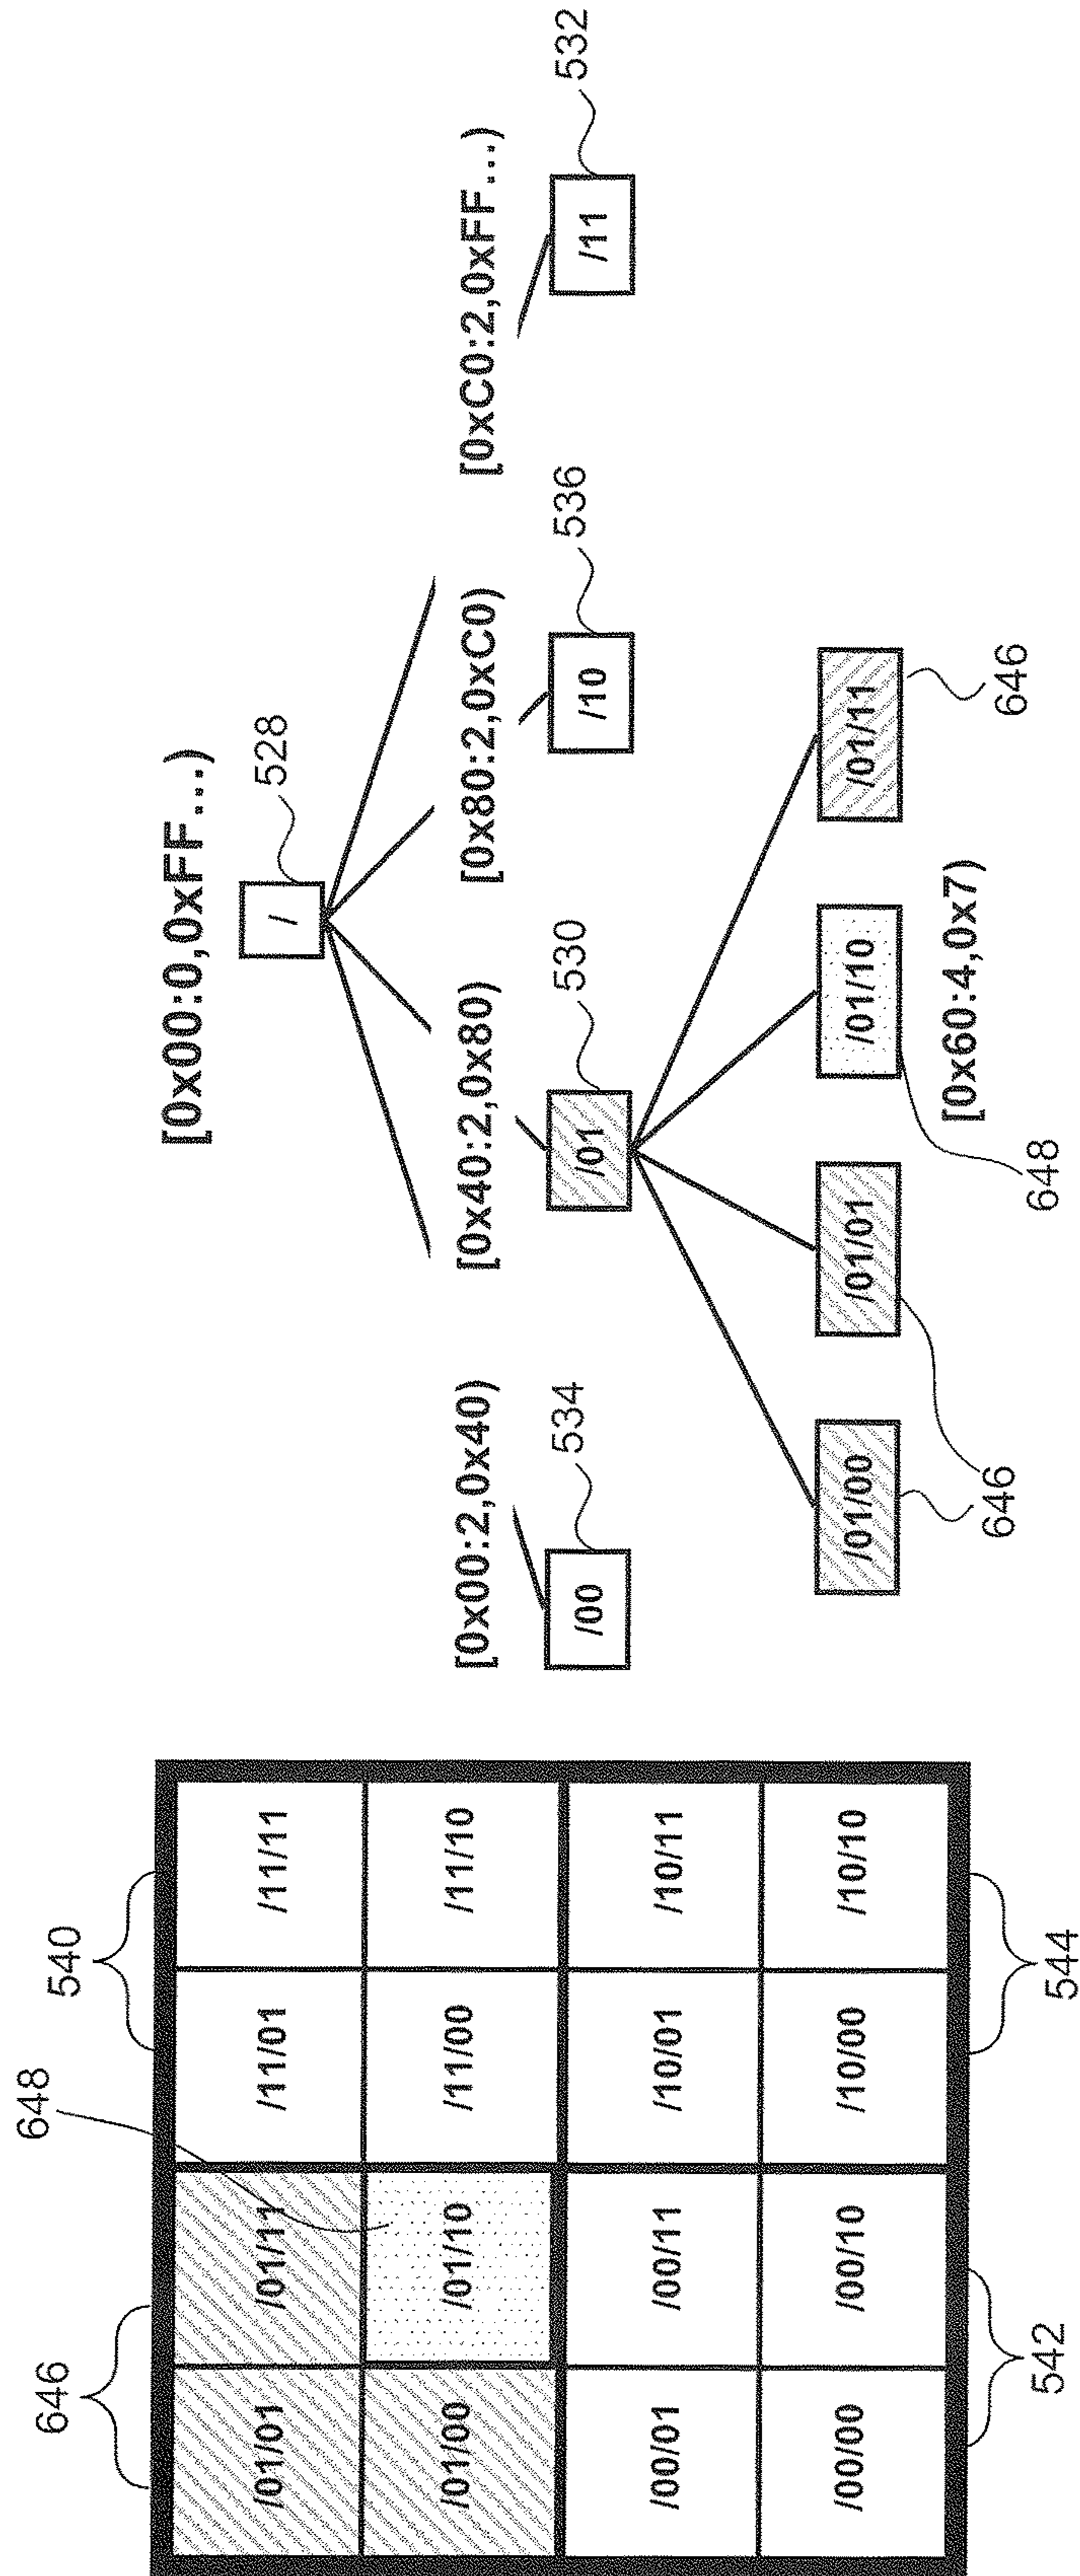 646 648 540
/01/01 /01/11 /11/01 /11/11
/01/00 /01/10 /11/00 /11/10
/00/01 /00/11 /10/01 /10/11
/00/00 /00/10 /10/00 /10/10
542 544
[0x00:0,0xFF...)
/ 528
[0x00:2,0x40) [0x40:2,0x80) [0x80:2,0xC0) [0xC0:2,0xFF...)
/00 534 /01 530 /10 536 /11 532
/01/00 /01/01 /01/10 /01/11
[0x60:4,0x7)
646 648 646